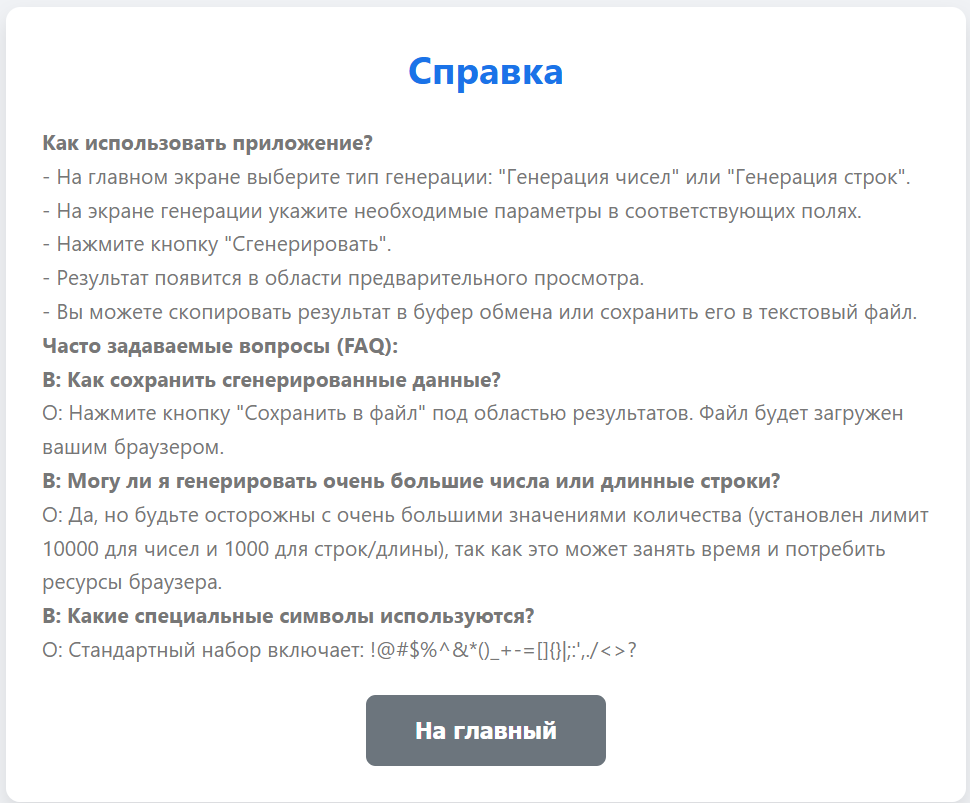 Справка
Как использовать приложение?
- На главном экране выберите тип генерации: "Генерация чисел" или "Генерация строк".
- На экране генерации укажите необходимые параметры в соответствующих полях.
- Нажмите кнопку "Сгенерировать".
- Результат появится в области предварительного просмотра.
- Вы можете скопировать результат в буфер обмена или сохранить его в текстовый файл.
Часто задаваемые вопросы (FAQ):
В: Как сохранить сгенерированные данные?
О: Нажмите кнопку "Сохранить в файл" под областью результатов. Файл будет загружен
вашим браузером.
В: Могу ли я генерировать очень большие числа или длинные строки?
О: Да, но будьте осторожны с очень большими значениями количества (установлен лимит
10000 для чисел и 1000 для строк/длины), так как это может занять время и потребить
ресурсы браузера.
В: Какие специальные символы используются?
О: Стандартный набор включает: !@#$%^&*()_+-=[]{}|;:',./<>?
На главный